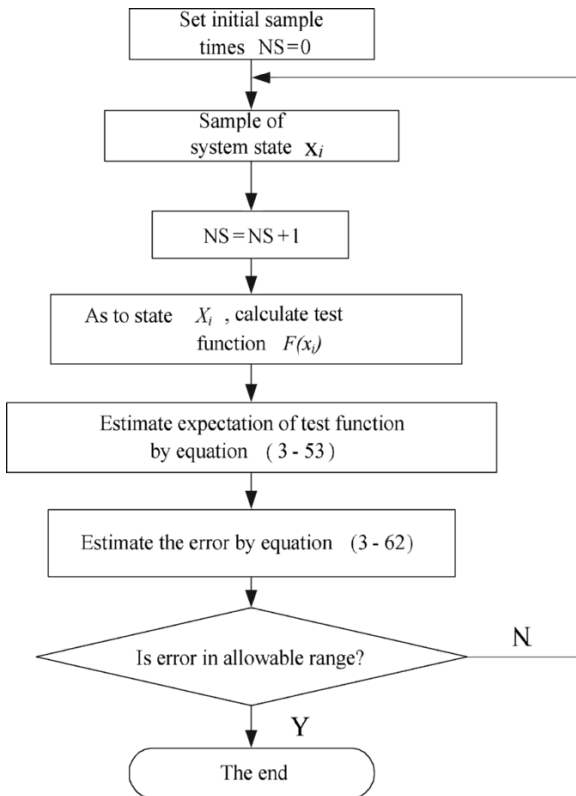 Set initial sample
times NS=0
Sample of
system state xi
NS=NS+1
As to state Xi , calculate test
function F(xi)
Estimate expectation of test function
by equation (3-53)
Estimate the error by equation (3-62)
Is error in allowable range?
N
Y
The end